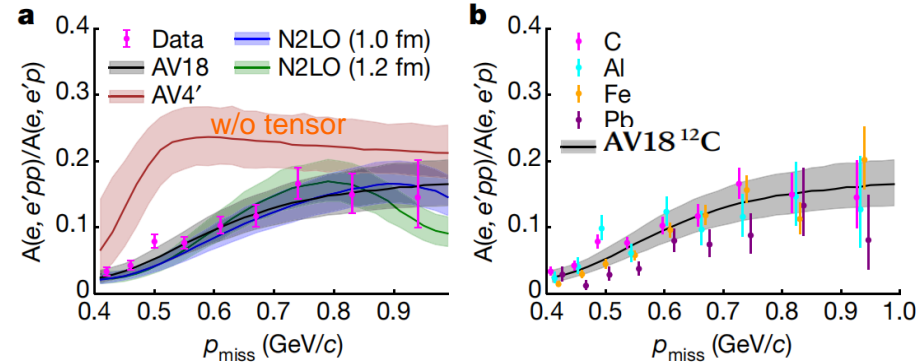 a
0.4
0.3
0.2
0.1
0
A(e, e′pp)/A(e, e′p)
Data
AV18
AV4′
N2LO (1.0 fm)
N2LO (1.2 fm)
w/o tensor
0.4 0.5 0.6 0.7 0.8 0.9
pmiss (GeV/c)
b
0.4
0.3
0.2
0.1
0
A(e, e′pp)/A(e, e′p)
C
Al
Fe
Pb
AV18 ¹²C
0.4 0.5 0.6 0.7 0.8 0.9 1.0
pmiss (GeV/c)